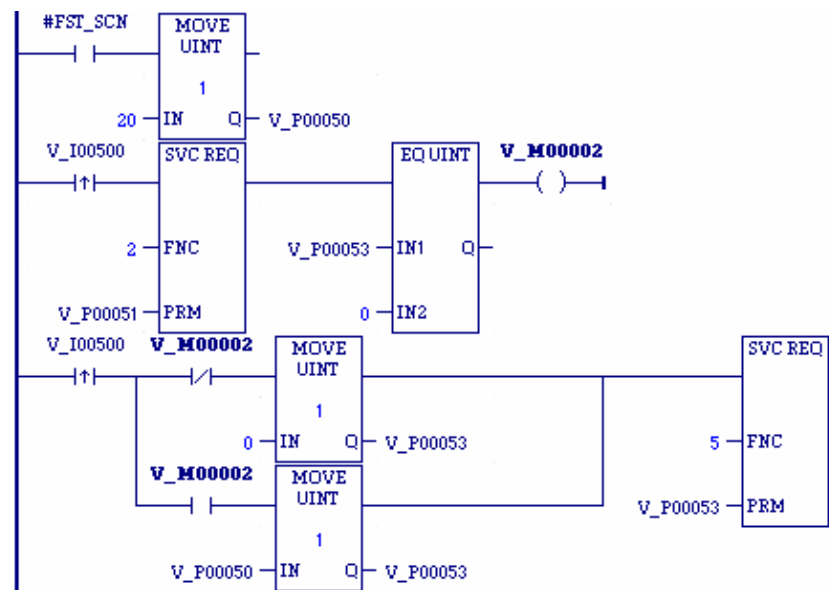 #FST_SCN
MOVE
UINT
1
20 IN Q V_P00050
V_I00500 SVC REQ EQ UINT V_M00002
2 FNC V_P00053 IN1 Q
V_P00051 PRM 0 IN2
V_I00500 V_M00002 MOVE SVC REQ
UINT
1
0 IN Q V_P00053 5 FNC
V_M00002 MOVE
UINT V_P00053 PRM
1
V_P00050 IN Q V_P00053